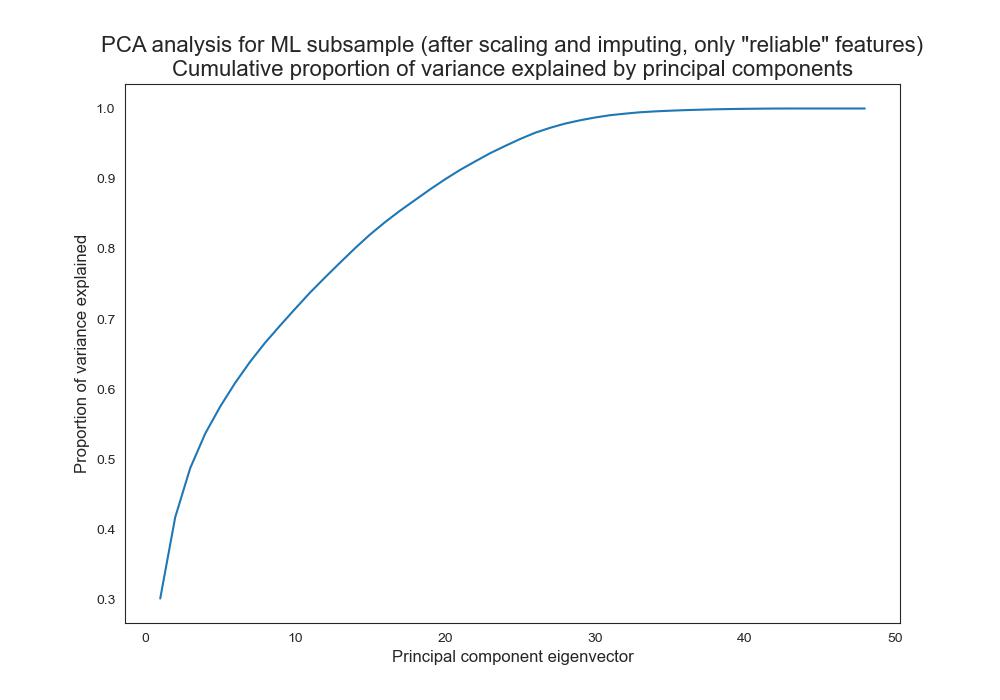 PCA analysis for ML subsample (after scaling and imputing, only "reliable" features)
Cumulative proportion of variance explained by principal components
1.0
0.9
0.8
0.7
0.6
0.5
0.4
0.3
Proportion of variance explained
0 10 20 30 40 50
Principal component eigenvector